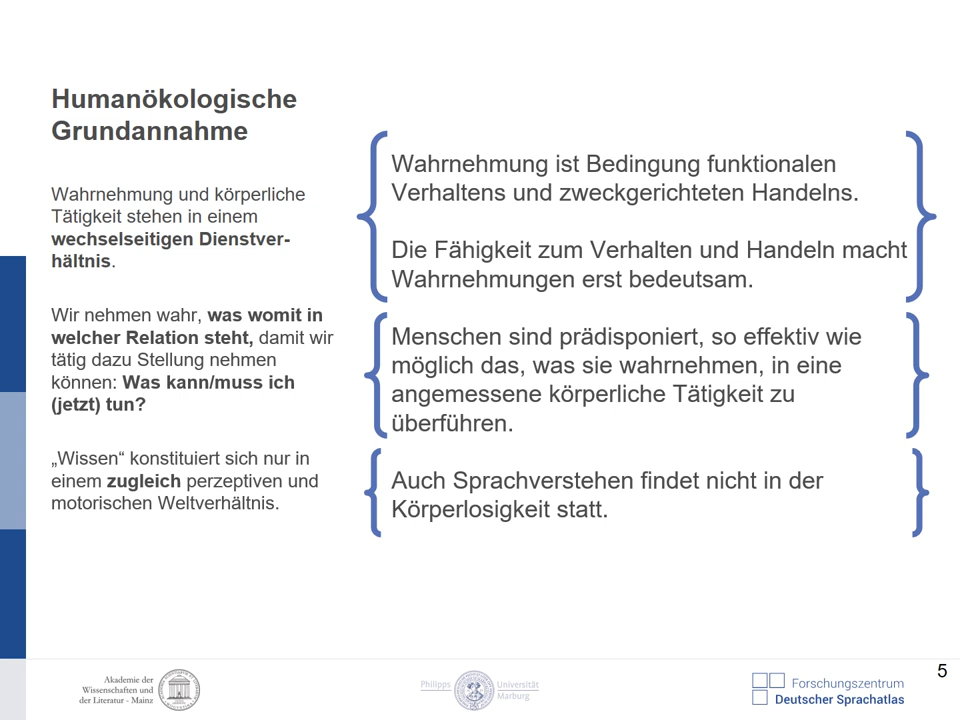 Humanökologische
Grundannahme
Wahrnehmung und körperliche
Tätigkeit stehen in einem
wechselseitigen Dienstver-
hältnis.
Wir nehmen wahr, was womit in
welcher Relation steht, damit wir
tätig dazu Stellung nehmen
können: Was kann/muss ich
(jetzt) tun?
„Wissen“ konstituiert sich nur in
einem zugleich perzeptiven und
motorischen Weltverhältnis.
Wahrnehmung ist Bedingung funktionalen
Verhaltens und zweckgerichteten Handelns.
Die Fähigkeit zum Verhalten und Handeln macht
Wahrnehmungen erst bedeutsam.
Menschen sind prädisponiert, so effektiv wie
möglich das, was sie wahrnehmen, in eine
angemessene körperliche Tätigkeit zu
überführen.
Auch Sprachverstehen findet nicht in der
Körperlosigkeit statt.
Akademie der
Wissenschaften und
der Literatur - Mainz
Philipps Universität
Marburg
Forschungszentrum
Deutscher Sprachatlas
5